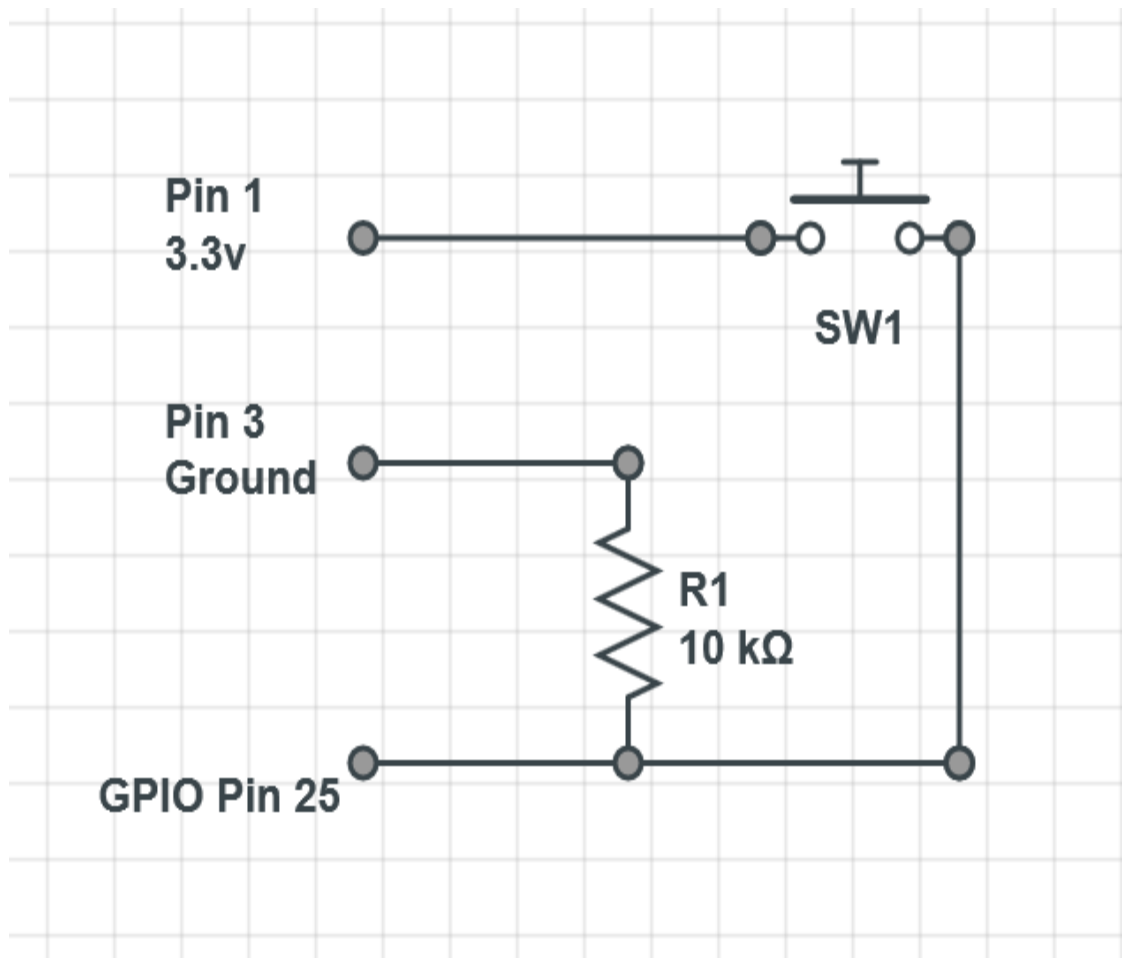 Pin 1
3.3v
SW1
Pin 3
Ground
R1
10 kΩ
GPIO Pin 25